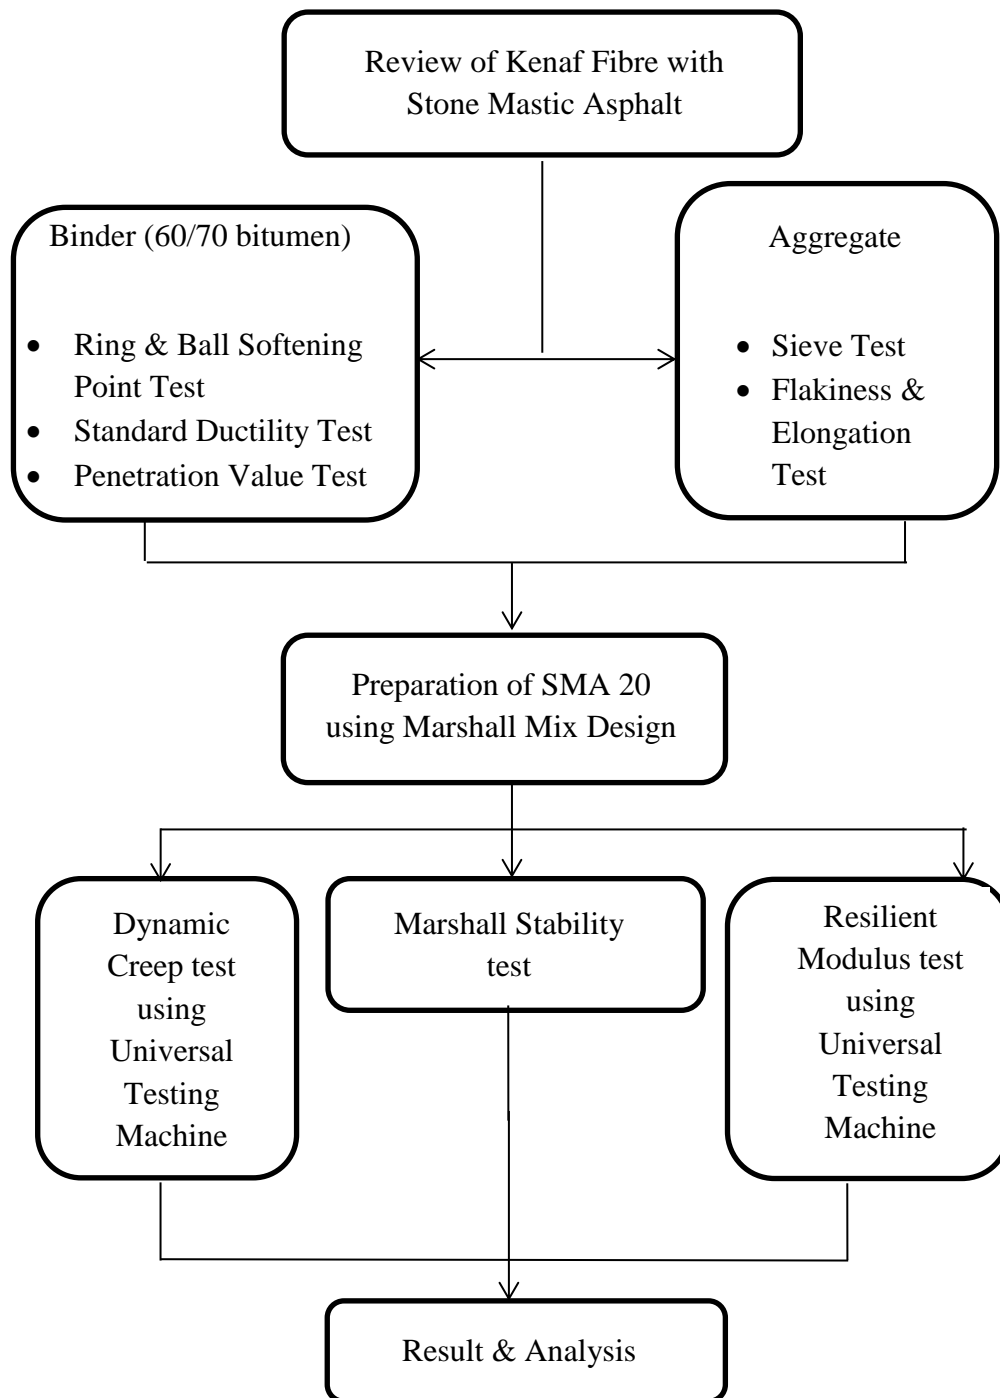 Review of Kenaf Fibre with
Stone Mastic Asphalt
Binder (60/70 bitumen)
• Ring & Ball Softening
Point Test
• Standard Ductility Test
• Penetration Value Test
Aggregate
• Sieve Test
• Flakiness &
Elongation
Test
Preparation of SMA 20
using Marshall Mix Design
Dynamic
Creep test
using
Universal
Testing
Machine
Marshall Stability
test
Resilient
Modulus test
using
Universal
Testing
Machine
Result & Analysis